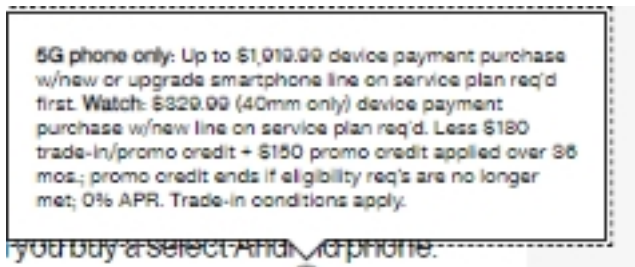 5G phone only: Up to $1,919.99 device payment purchase
w/new or upgrade smartphone line on service plan req'd
first. Watch: $329.99 (40mm only) device payment
purchase w/new line on service plan req'd. Less $180
trade-in/promo credit + $150 promo credit applied over 36
mos.; promo credit ends if eligibility req's are no longer
met; 0% APR. Trade-in conditions apply.
you buy a select Android phone.